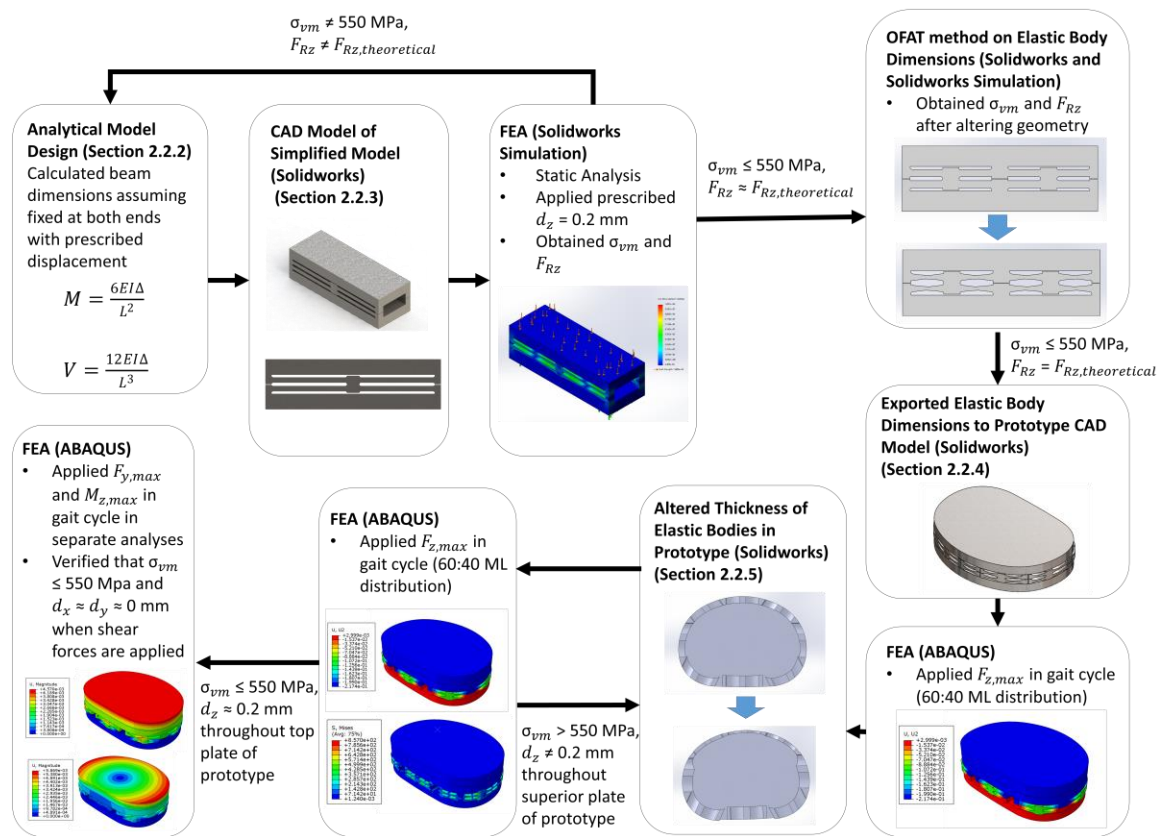 σ_vm ≠ 550 MPa,
F_Rz ≠ F_Rz,theoretical
Analytical Model
Design (Section 2.2.2)
Calculated beam
dimensions assuming
fixed at both ends
with prescribed
displacement
M = 6EIΔ/L²
V = 12EIΔ/L³
CAD Model of
Simplified Model
(Solidworks)
(Section 2.2.3)
FEA (Solidworks
Simulation)
• Static Analysis
• Applied prescribed
d_z = 0.2 mm
• Obtained σ_vm and
F_Rz
σ_vm ≤ 550 MPa,
F_Rz ≈ F_Rz,theoretical
OFAT method on Elastic Body
Dimensions (Solidworks and
Solidworks Simulation)
• Obtained σ_vm and F_Rz
after altering geometry
σ_vm ≤ 550 MPa,
F_Rz = F_Rz,theoretical
Exported Elastic Body
Dimensions to Prototype CAD
Model (Solidworks)
(Section 2.2.4)
FEA (ABAQUS)
• Applied F_z,max in gait cycle
(60:40 ML distribution)
U, U2
Altered Thickness of
Elastic Bodies in
Prototype (Solidworks)
(Section 2.2.5)
FEA (ABAQUS)
• Applied F_z,max in
gait cycle (60:40 ML
distribution)
U, U2
S, Mises
(Avg: 75%)
σ_vm > 550 MPa,
d_z ≠ 0.2 mm
throughout
superior plate
of prototype
σ_vm ≤ 550 MPa,
d_z ≈ 0.2 mm
throughout top
plate of
prototype
FEA (ABAQUS)
• Applied F_y,max
and M_z,max in
gait cycle in
separate analyses
• Verified that σ_vm
≤ 550 Mpa and
d_x ≈ d_y ≈ 0 mm
when shear
forces are applied
U, Magnitude
U, Magnitude